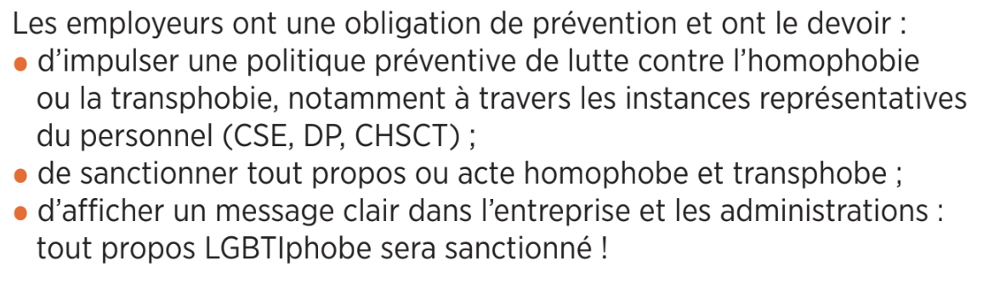 Les employeurs ont une obligation de prévention et ont le devoir :
• d’impulser une politique préventive de lutte contre l’homophobie
ou la transphobie, notamment à travers les instances représentatives
du personnel (CSE, DP, CHSCT) ;
• de sanctionner tout propos ou acte homophobe et transphobe ;
• d’afficher un message clair dans l’entreprise et les administrations :
tout propos LGBTIphobe sera sanctionné !